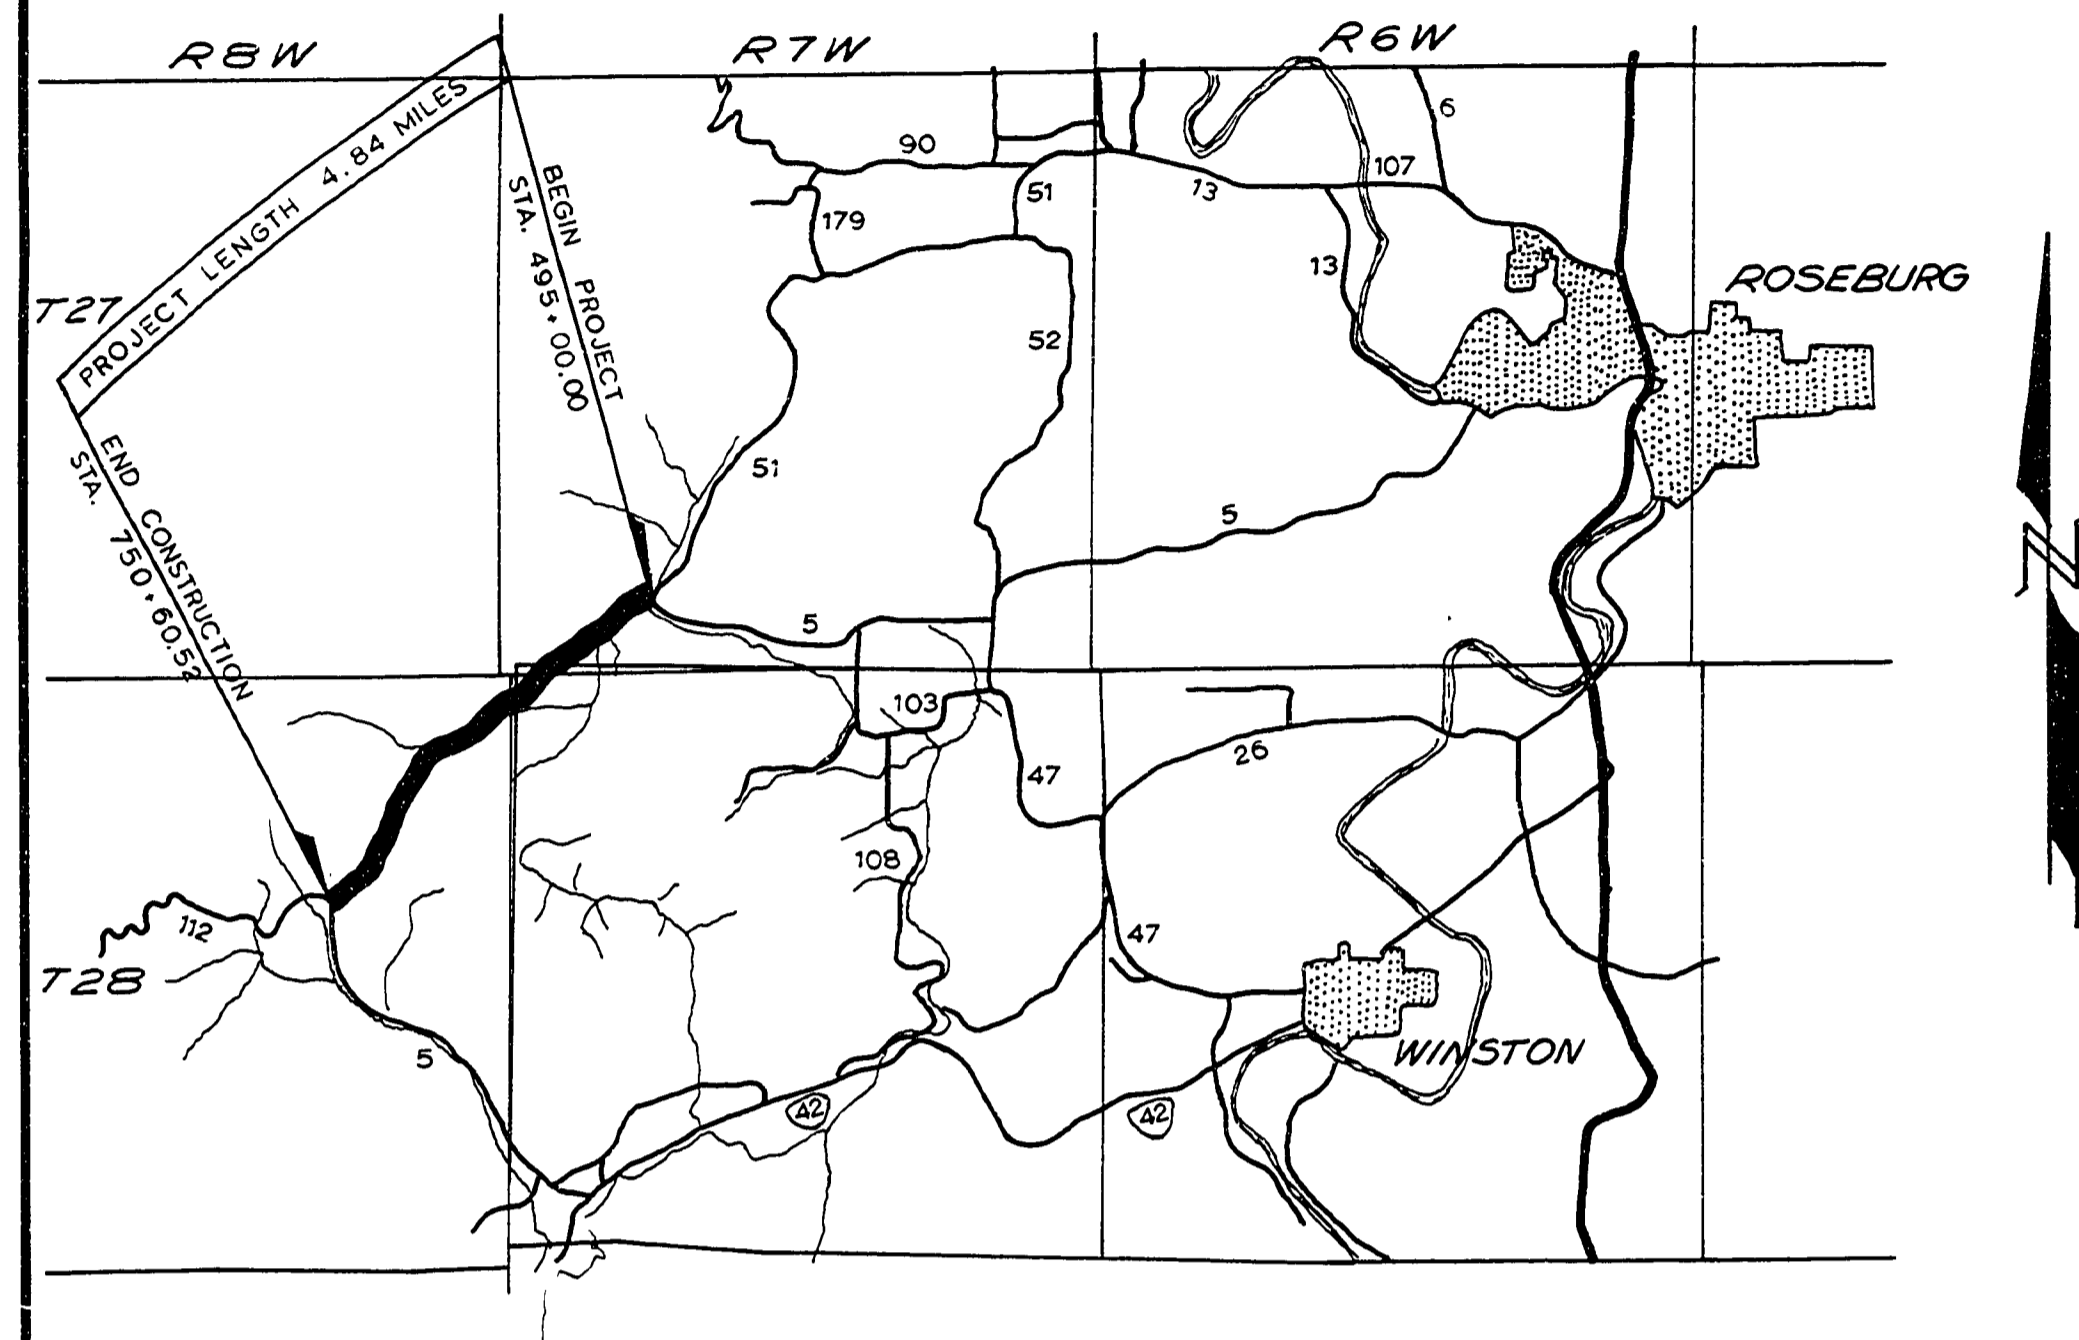 R8W
R7W
R6W
PROJECT LENGTH 4.84 MILES
BEGIN PROJECT
STA. 495+00.00
END CONSTRUCTION
STA. 750+60.52
90
6
107
51
13
179
13
T27
ROSEBURG
52
51
5
5
103
26
47
108
112
47
T28
5
WINSTON
42
42
N